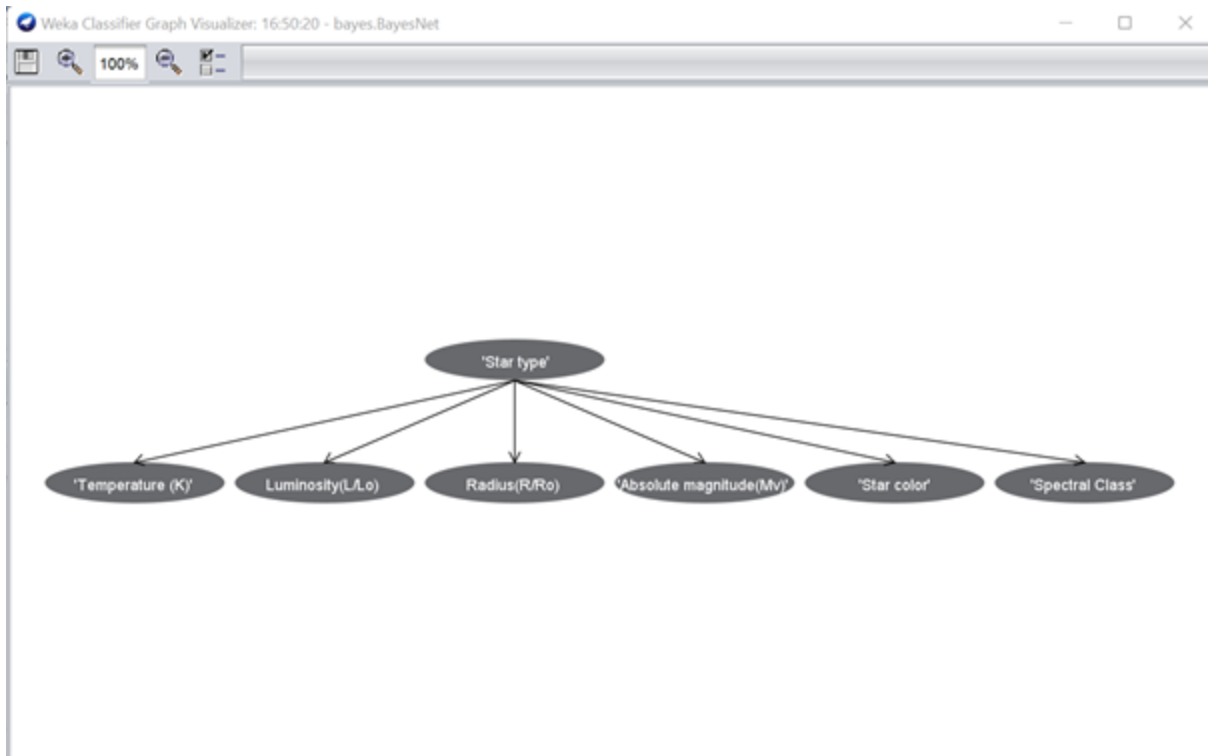 Weka Classifier Graph Visualizer: 16:50:20 - bayes.BayesNet
100%
'Star type'
'Temperature (K)' Luminosity(L/Lo) Radius(R/Ro) 'Absolute magnitude(Mv)' 'Star color' 'Spectral Class'